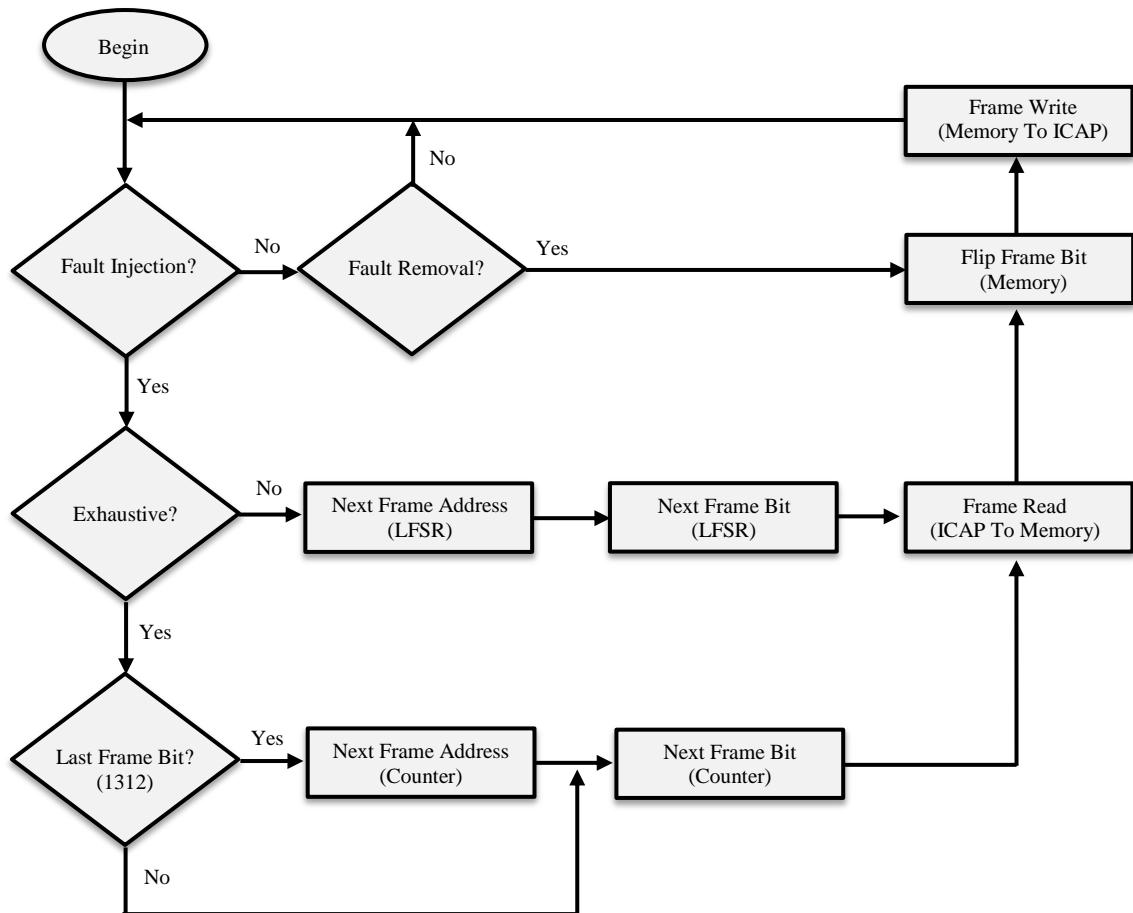 Begin
Frame Write
(Memory To ICAP)
No
Fault Injection?
No
Fault Removal?
Yes
Flip Frame Bit
(Memory)
Yes
Exhaustive?
No
Next Frame Address
(LFSR)
Next Frame Bit
(LFSR)
Frame Read
(ICAP To Memory)
Yes
Last Frame Bit?
(1312)
Yes
Next Frame Address
(Counter)
Next Frame Bit
(Counter)
No